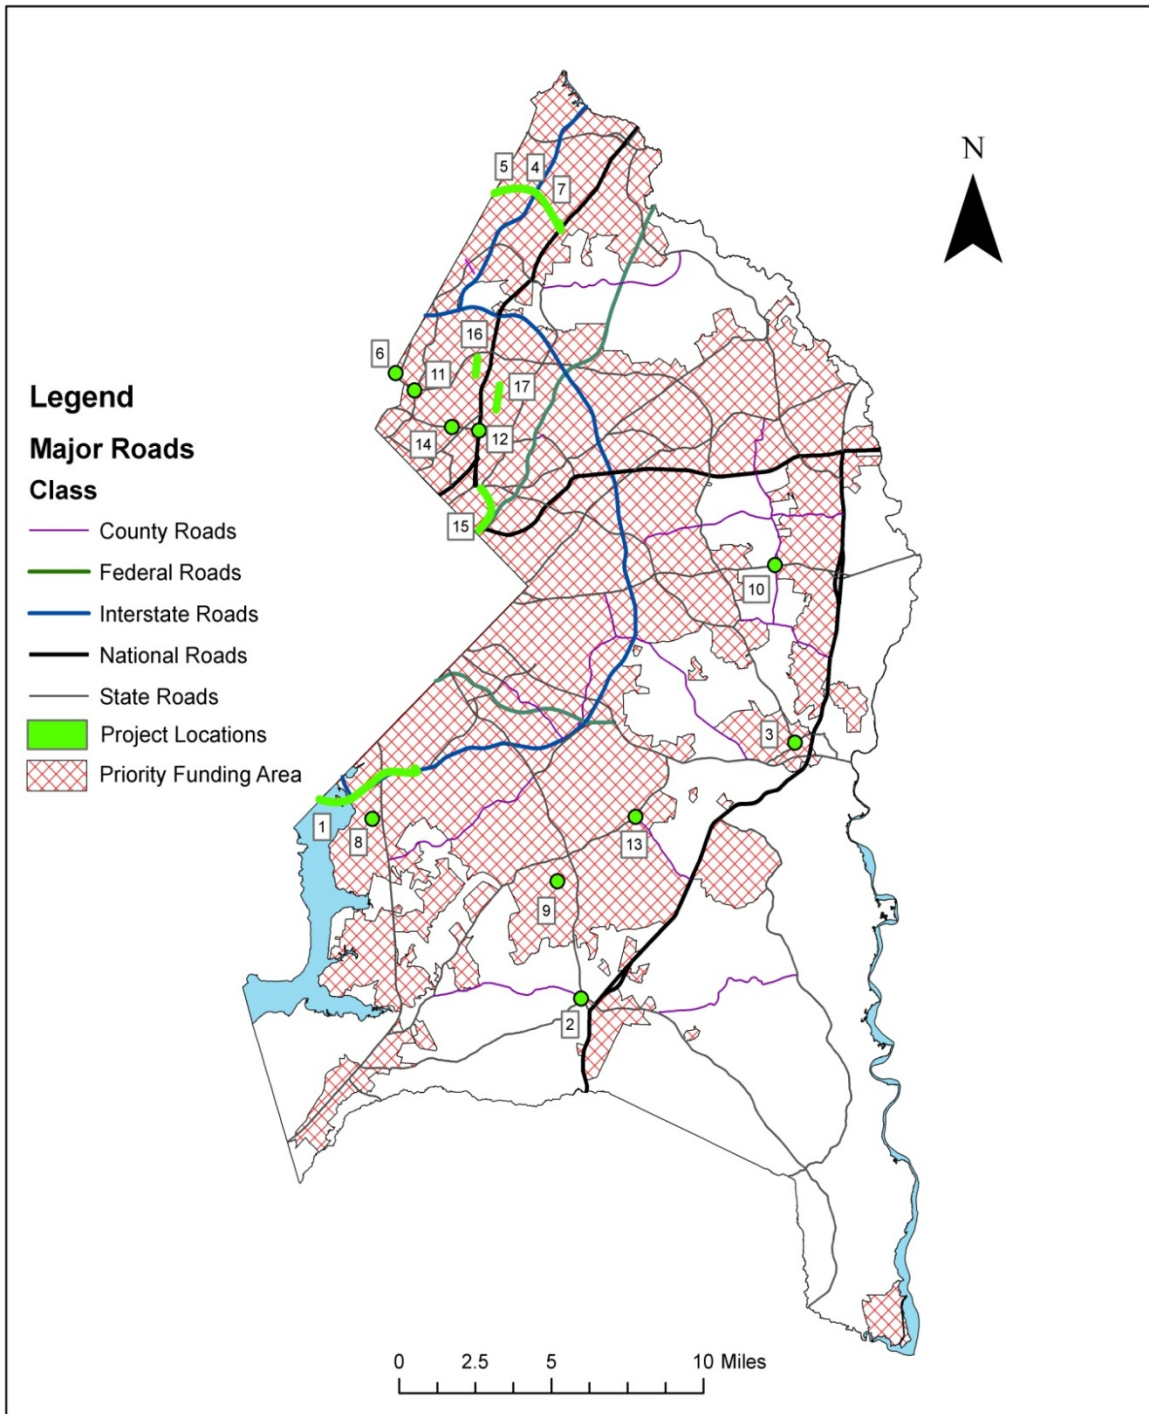 N
5
4
7
16
6
11
17
14
12
15
10
3
1
8
13
9
2
Legend
Major Roads
Class
County Roads
Federal Roads
Interstate Roads
National Roads
State Roads
Project Locations
Priority Funding Area
0 2.5 5 10 Miles